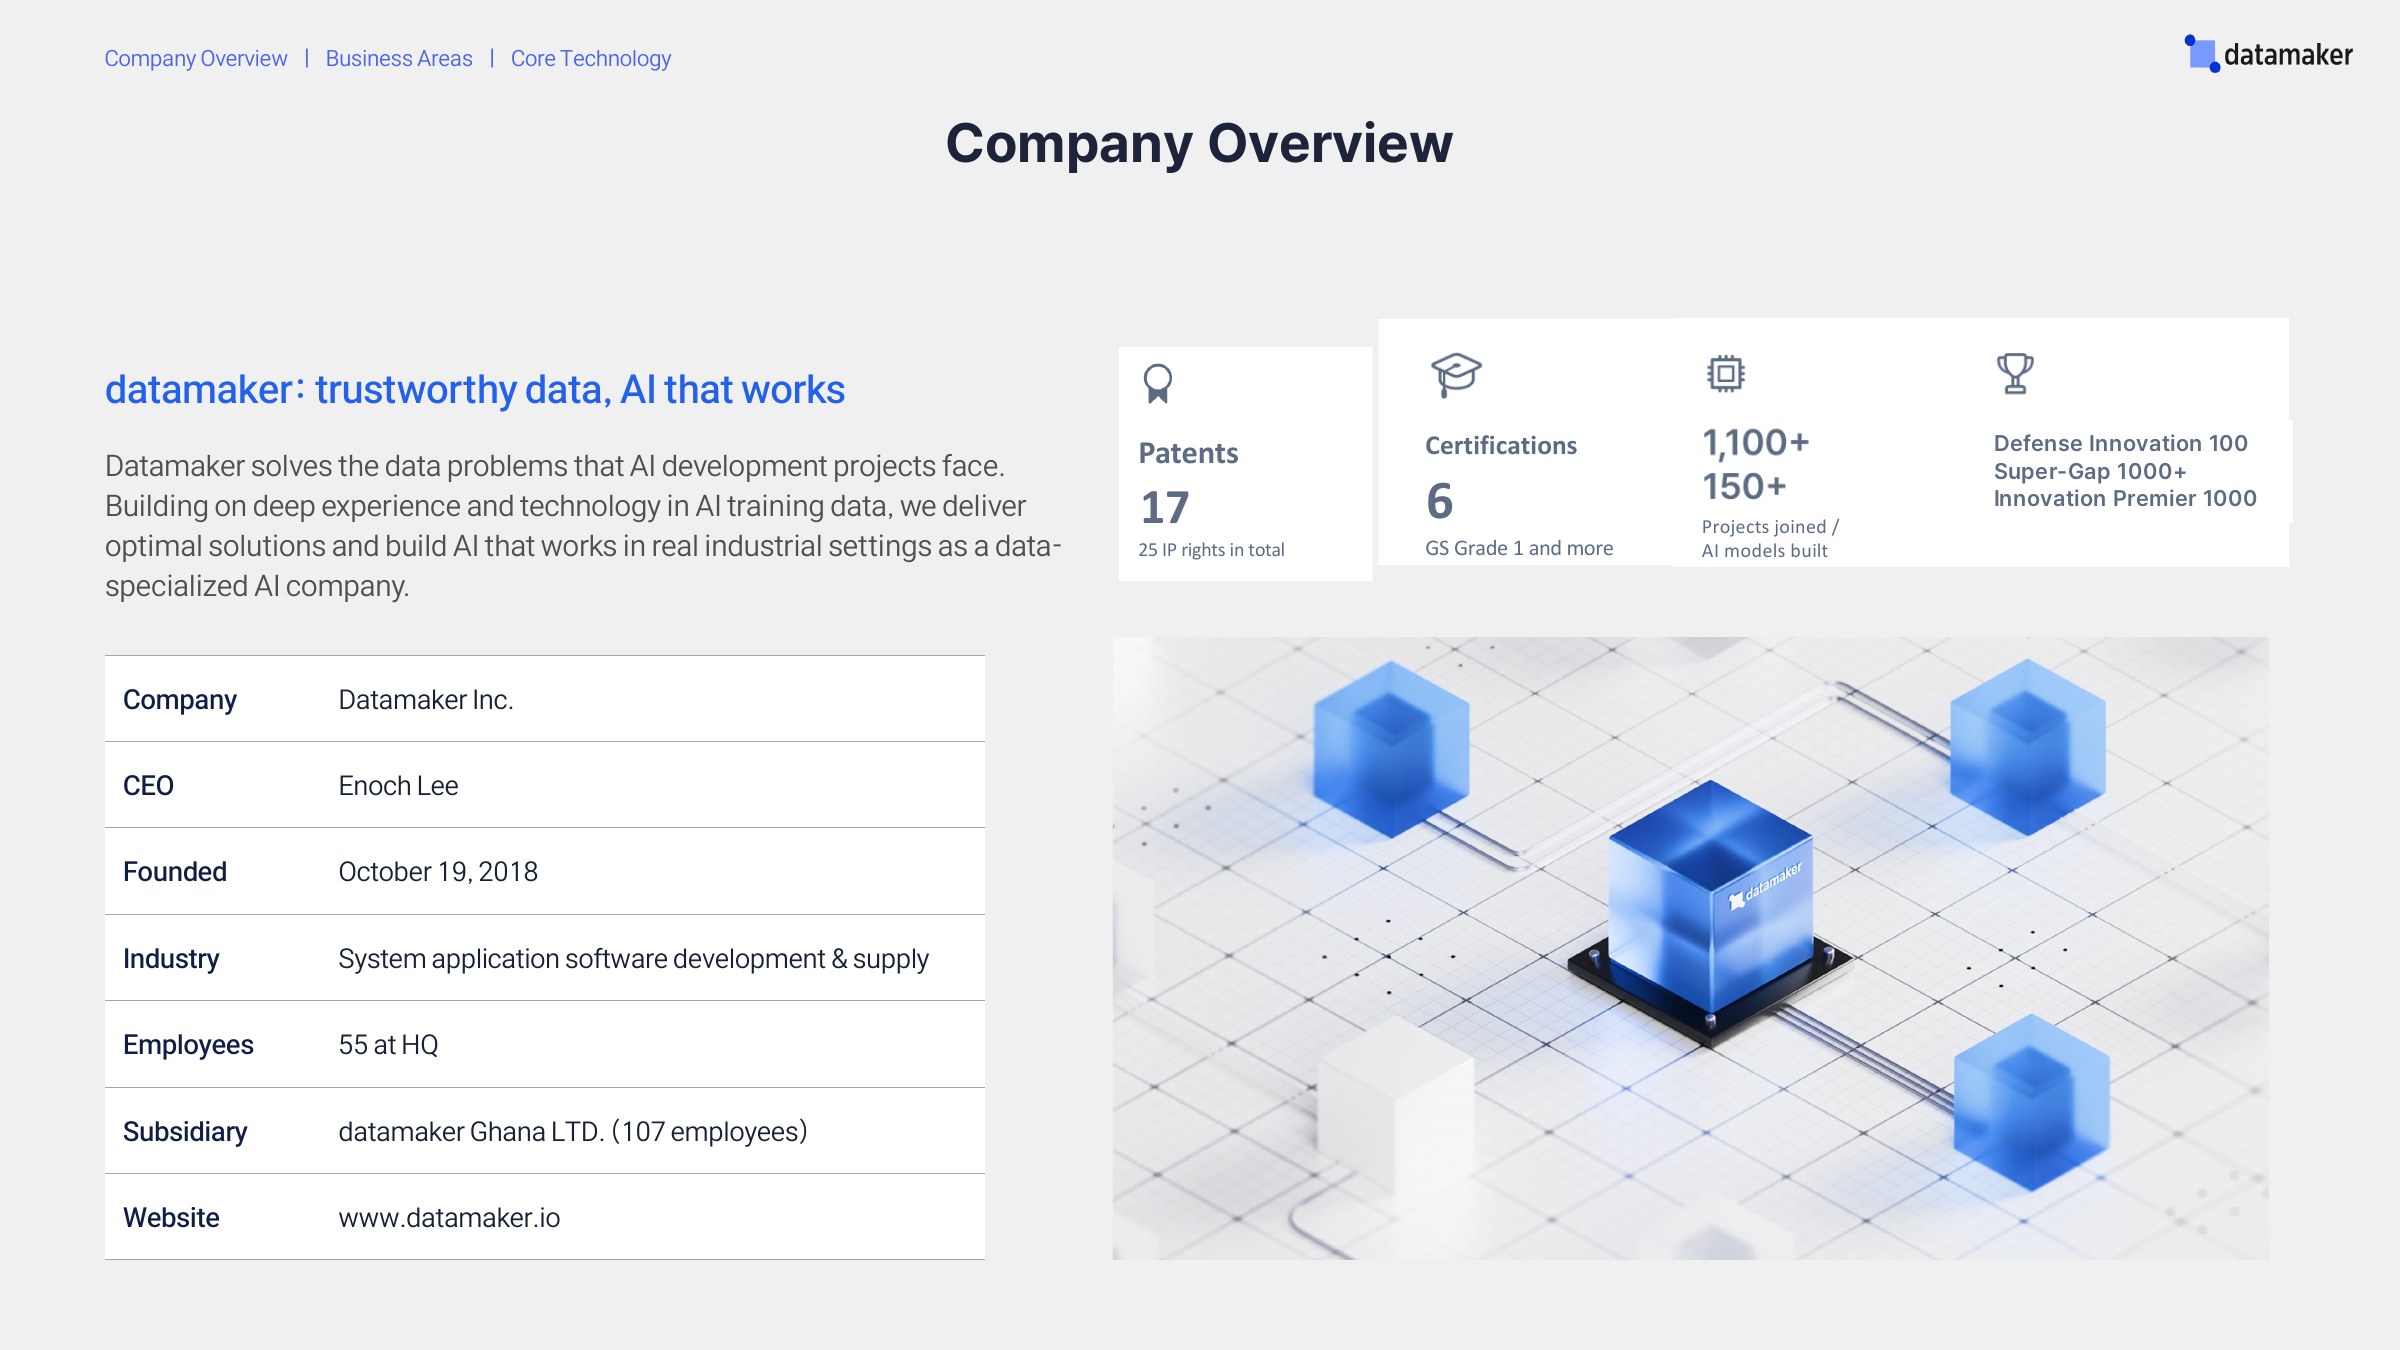 Company Overview | Business Areas | Core Technology
datamaker
Company Overview
datamaker: trustworthy data, AI that works
Datamaker solves the data problems that AI development projects face.
Building on deep experience and technology in AI training data, we deliver
optimal solutions and build AI that works in real industrial settings as a data-
specialized AI company.
Company Datamaker Inc.
CEO Enoch Lee
Founded October 19, 2018
Industry System application software development & supply
Employees 55 at HQ
Subsidiary datamaker Ghana LTD. (107 employees)
Website www.datamaker.io
Patents
17
25 IP rights in total
Certifications
6
GS Grade 1 and more
1,100+
150+
Projects joined /
AI models built
Defense Innovation 100
Super-Gap 1000+
Innovation Premier 1000
datamaker